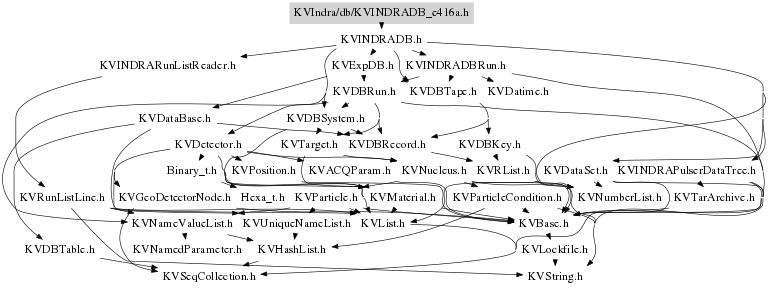 KVIndra/db/KVINDRADB_e416a.h
KVINDRADB.h
KVINDRARunListReader.h
KVExpDB.h
KVINDRADBRun.h
KVDBRun.h
KVDBTape.h
KVDatime.h
KVDataBase.h
KVDBSystem.h
KVDetector.h
KVTarget.h
KVDBRecord.h
KVDBKey.h
Binary_t.h
KVPosition.h
KVACQParam.h
KVNucleus.h
KVRList.h
KVDataSet.h
KVINDRAPulserDataTree.h
KVRunListLine.h
KVGeoDetectorNode.h
Hexa_t.h
KVParticle.h
KVMaterial.h
KVParticleCondition.h
KVNumberList.h
KVTarArchive.h
KVNameValueList.h
KVUniqueNameList.h
KVList.h
KVBase.h
KVDBTable.h
KVNamedParameter.h
KVHashList.h
KVLockfile.h
KVSeqCollection.h
KVString.h